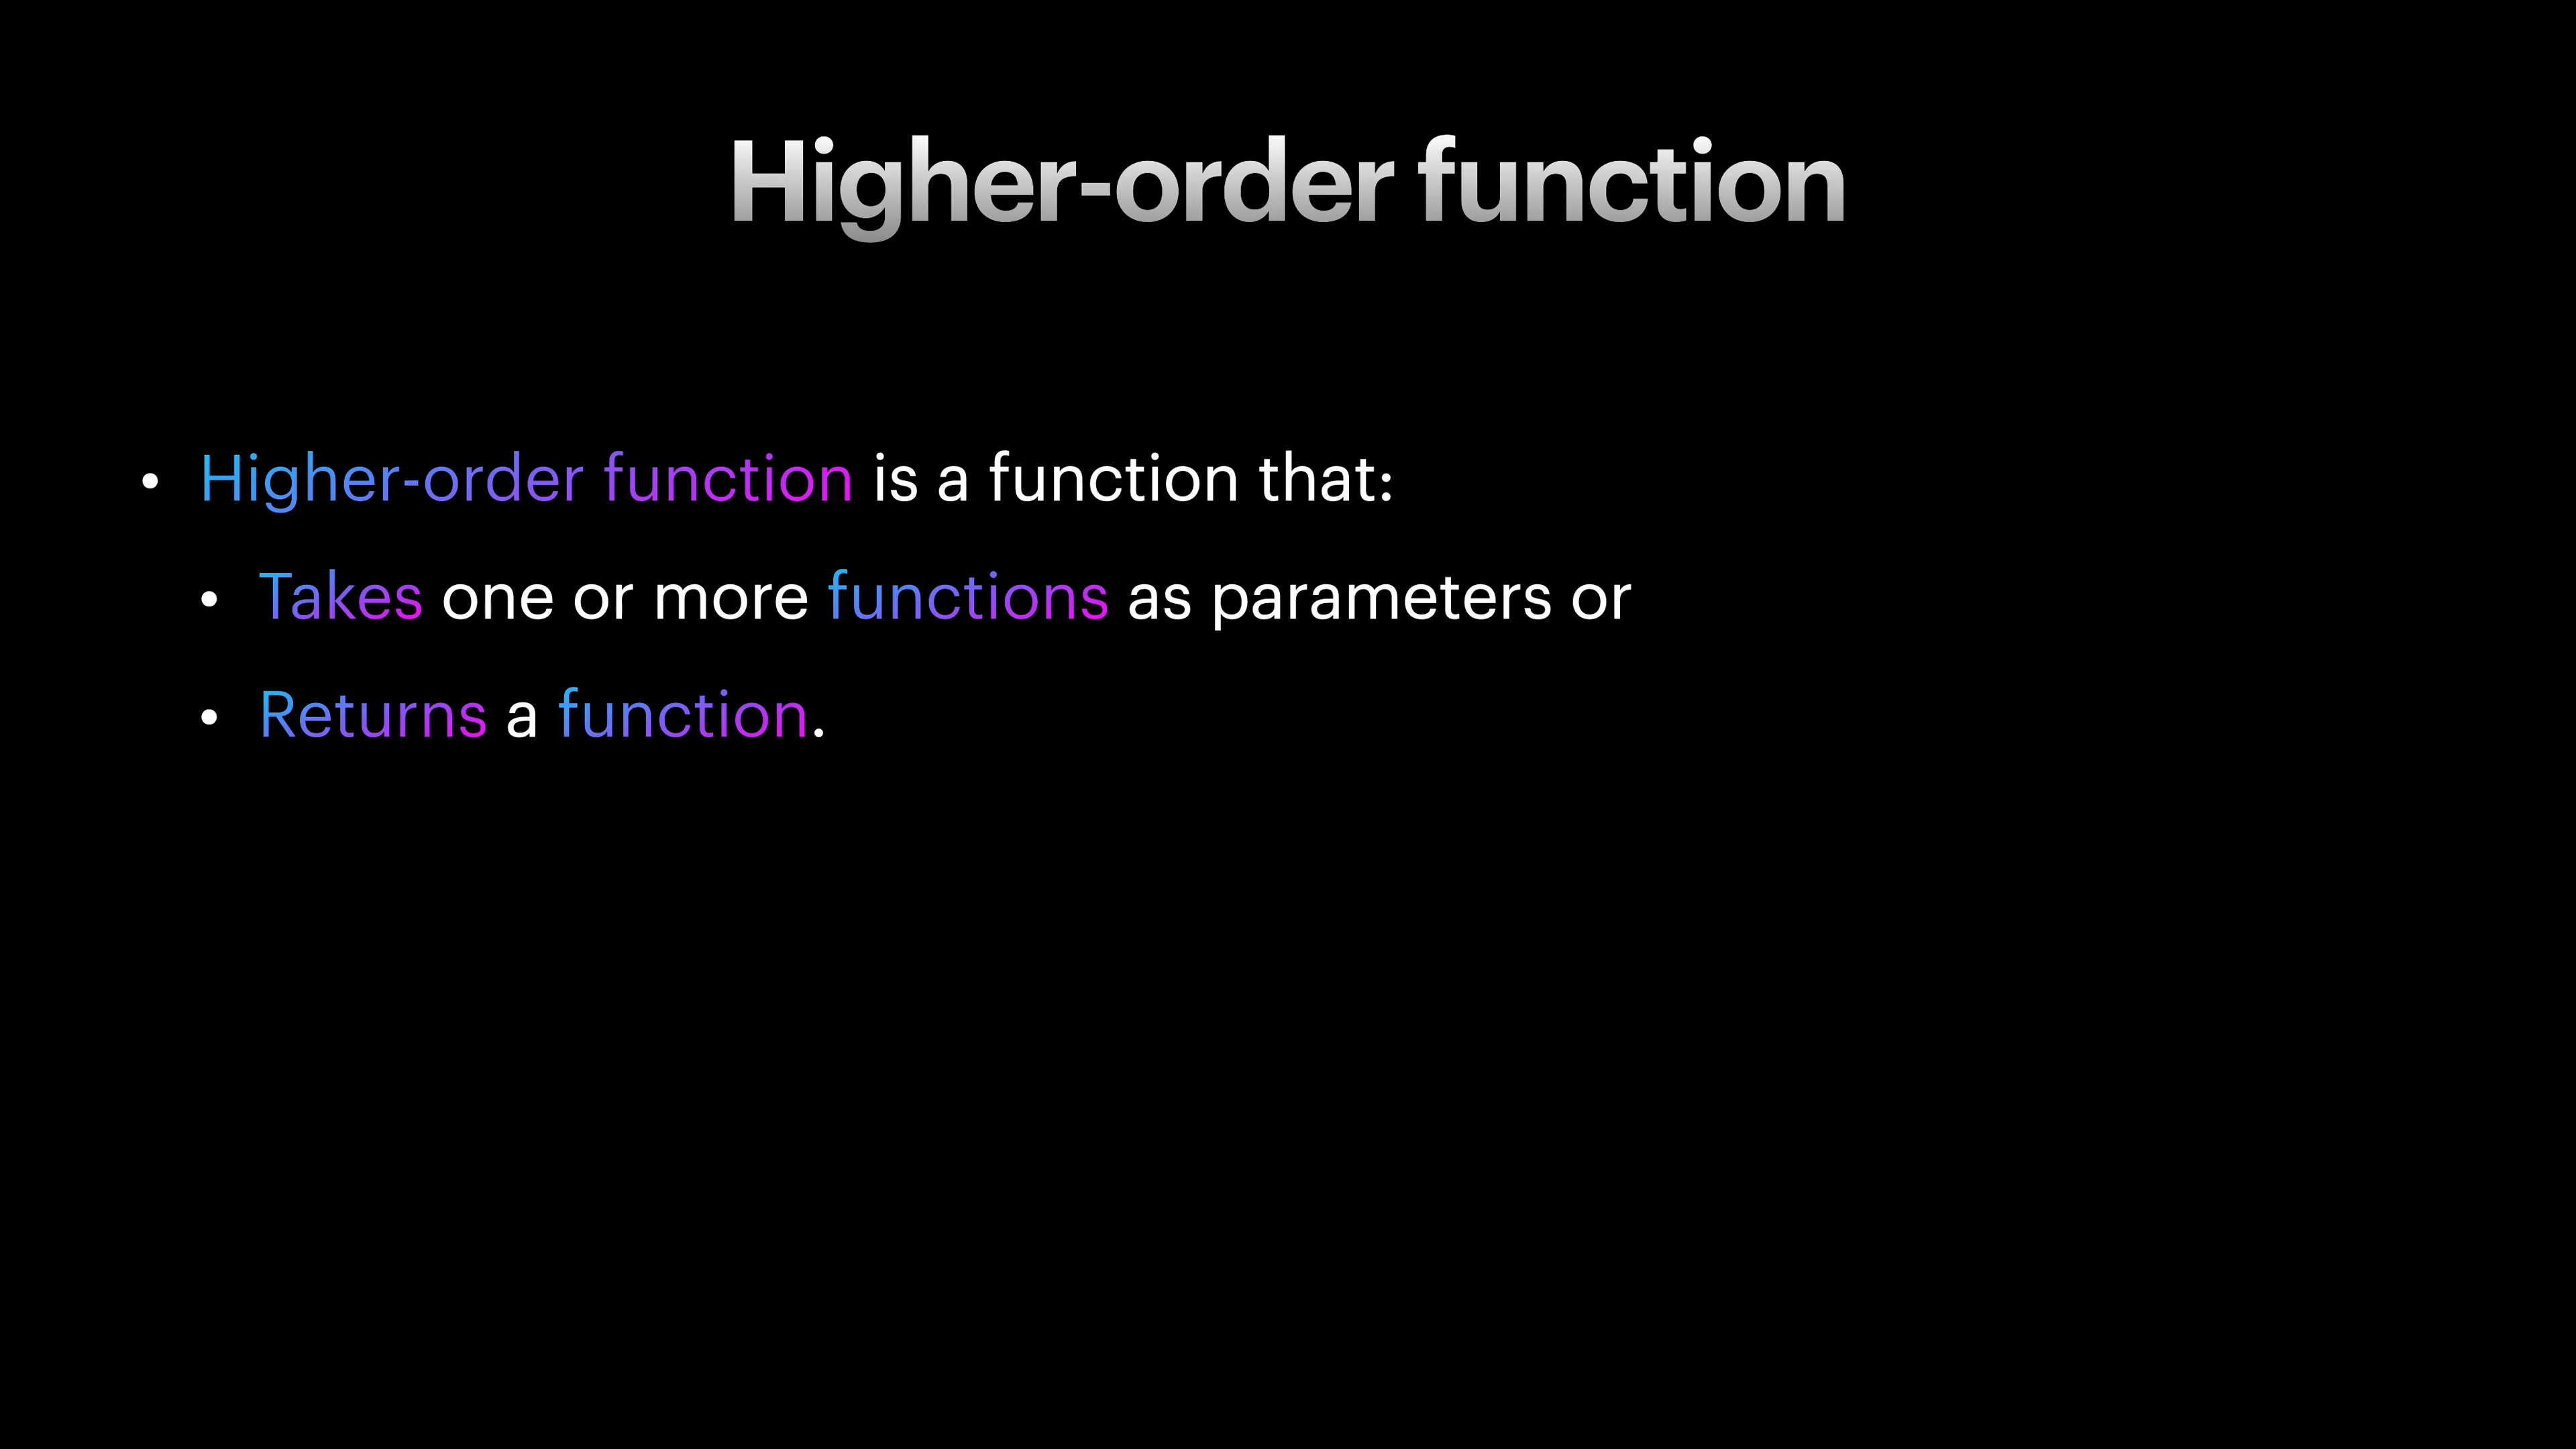 Higher-order function
• Higher-order function is a function that:
• Takes one or more functions as parameters or
• Returns a function.